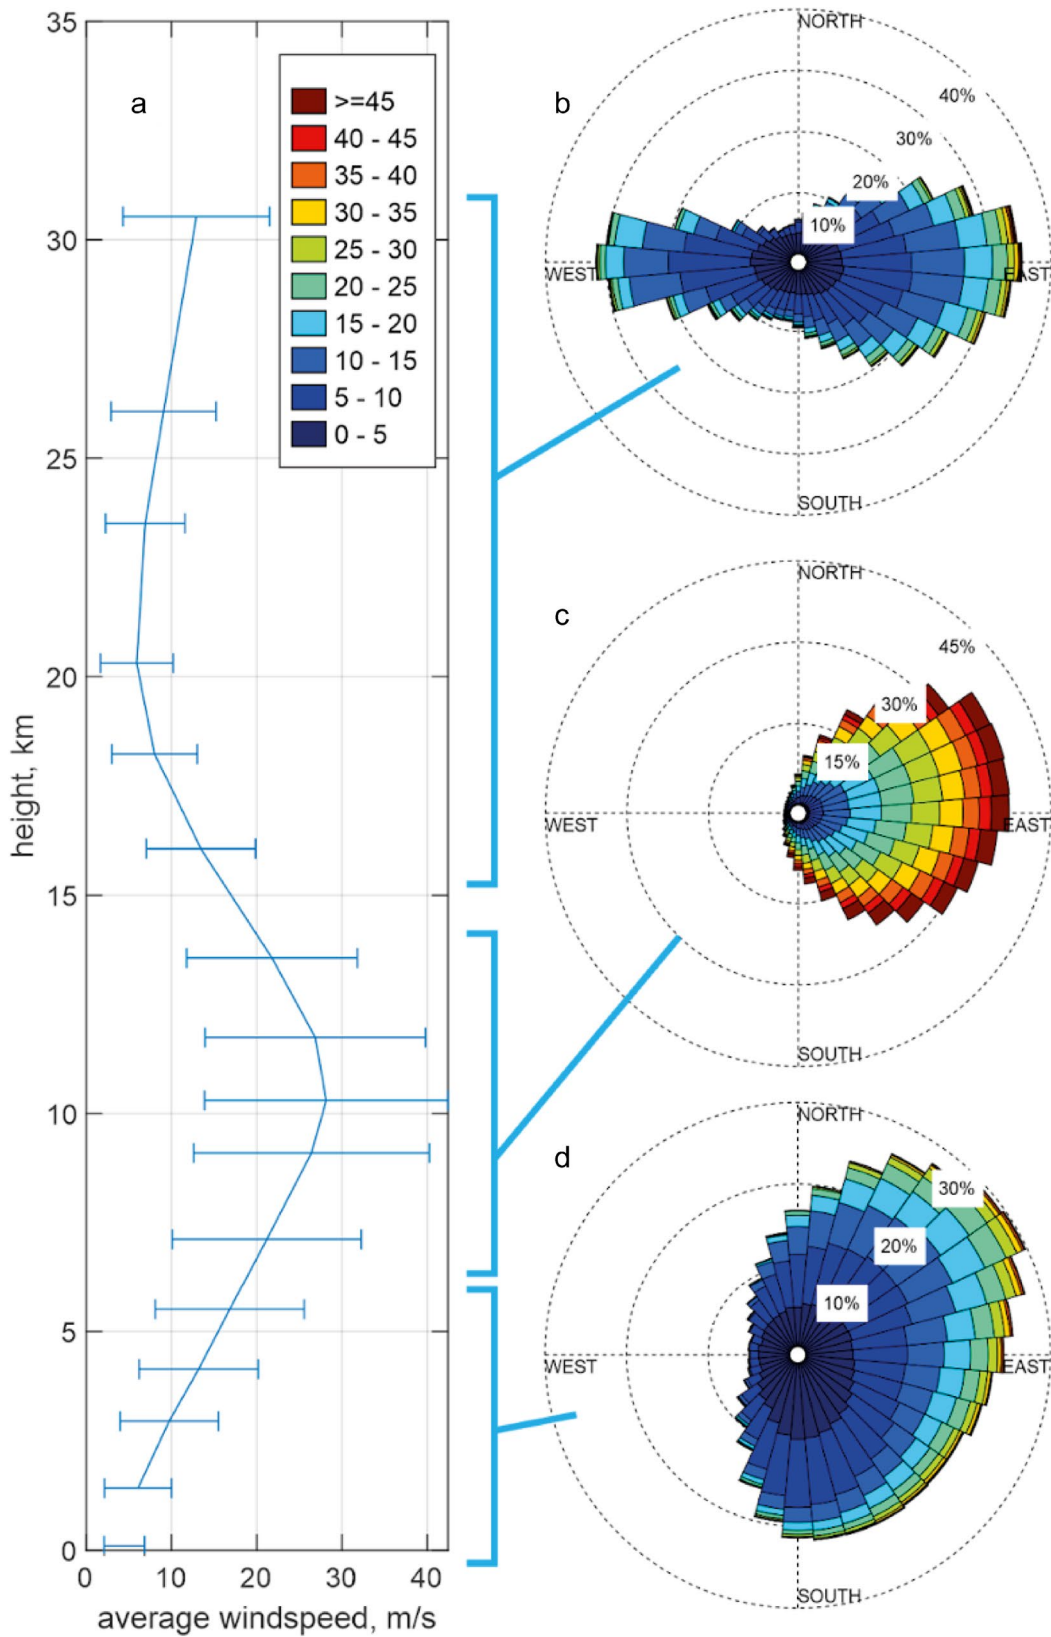 a
35
30
25
20
15
10
5
0
height, km
0
10
20
30
40
average windspeed, m/s
>=45
40 - 45
35 - 40
30 - 35
25 - 30
20 - 25
15 - 20
10 - 15
5 - 10
0 - 5
b
NORTH
40%
30%
20%
10%
WEST
EAST
SOUTH
c
NORTH
45%
30%
15%
WEST
EAST
SOUTH
d
NORTH
30%
20%
10%
WEST
EAST
SOUTH